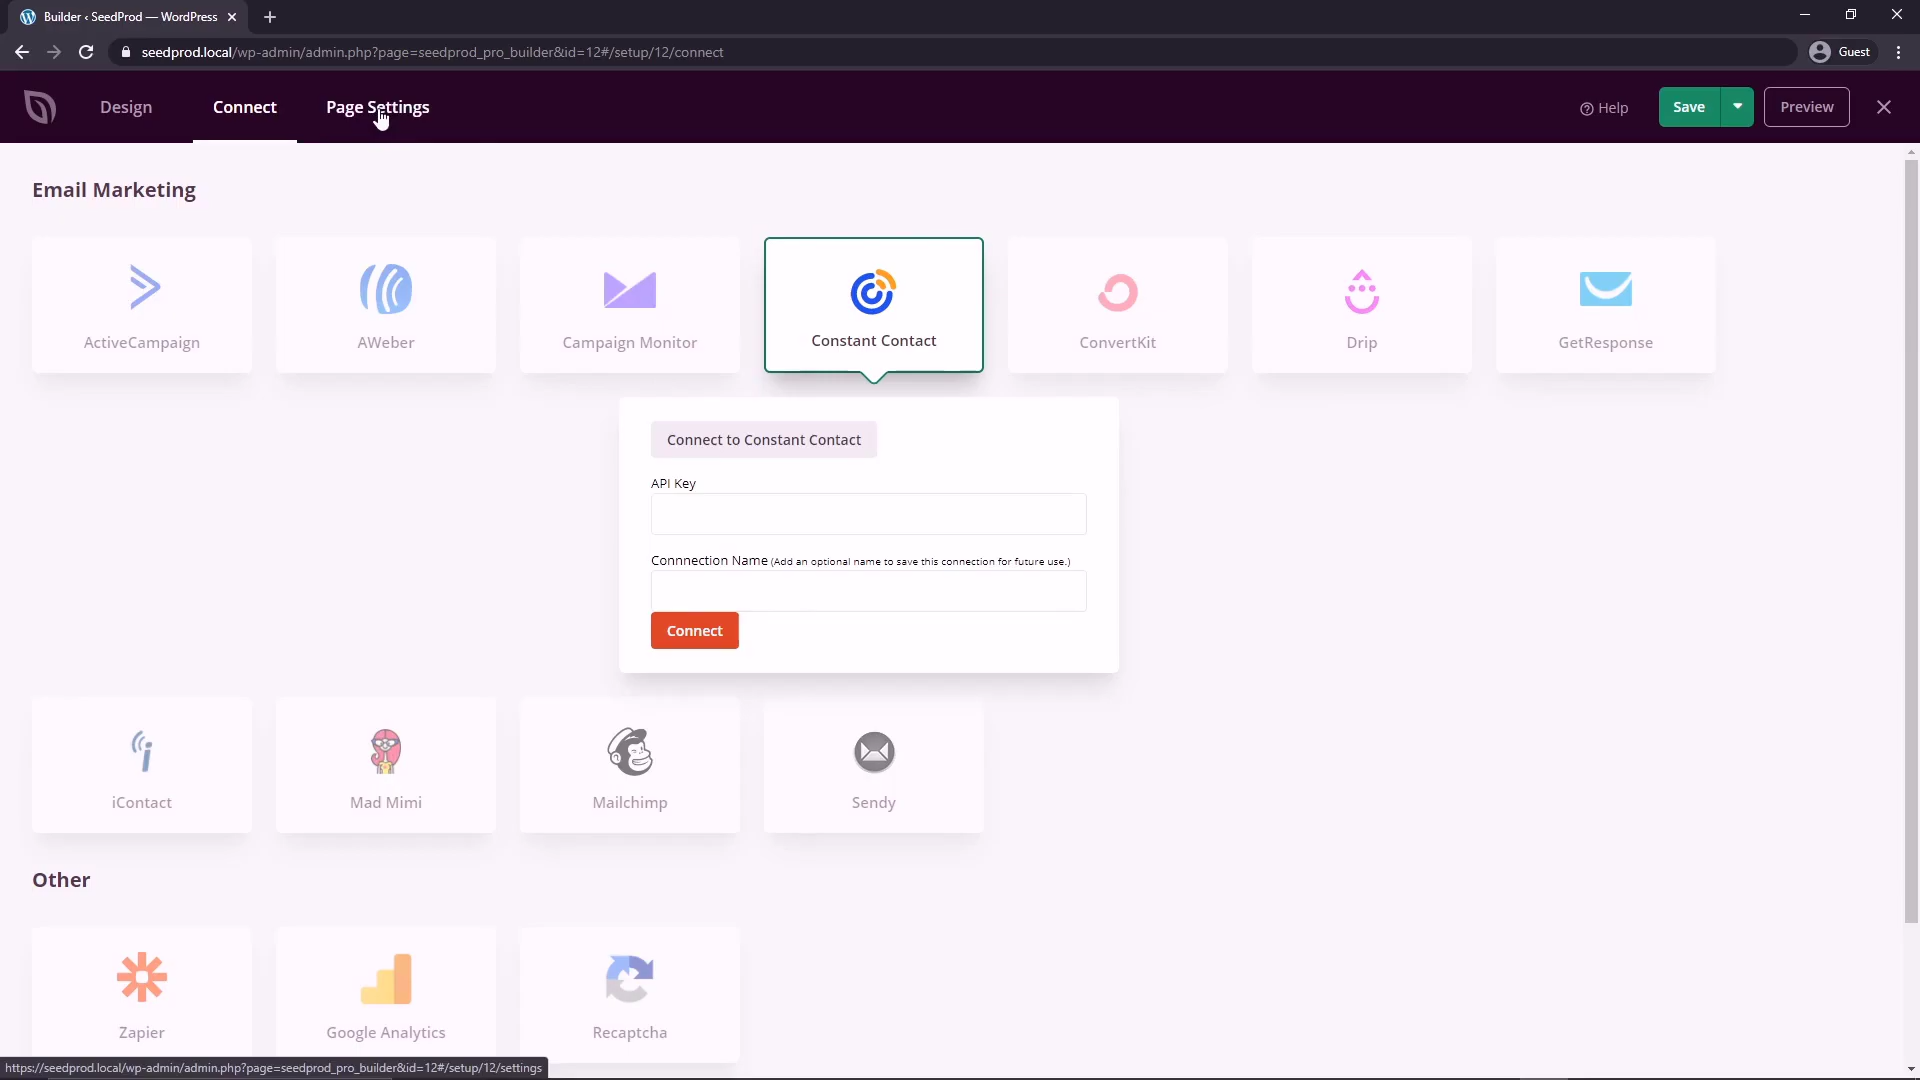 Builder ‹ SeedProd — WordPress
seedprod.local/wp-admin/admin.php?page=seedprod_pro_builder&id=12#/setup/12/connect
Guest
Design
Connect
Page Settings
Help
Save
Preview
Email Marketing
ActiveCampaign
AWeber
Campaign Monitor
Constant Contact
ConvertKit
Drip
GetResponse
Connect to Constant Contact
API Key
Connnection Name (Add an optional name to save this connection for future use.)
Connect
iContact
Mad Mimi
Mailchimp
Sendy
Other
Zapier
Google Analytics
Recaptcha
https://seedprod.local/wp-admin/admin.php?page=seedprod_pro_builder&id=12#/setup/12/settings